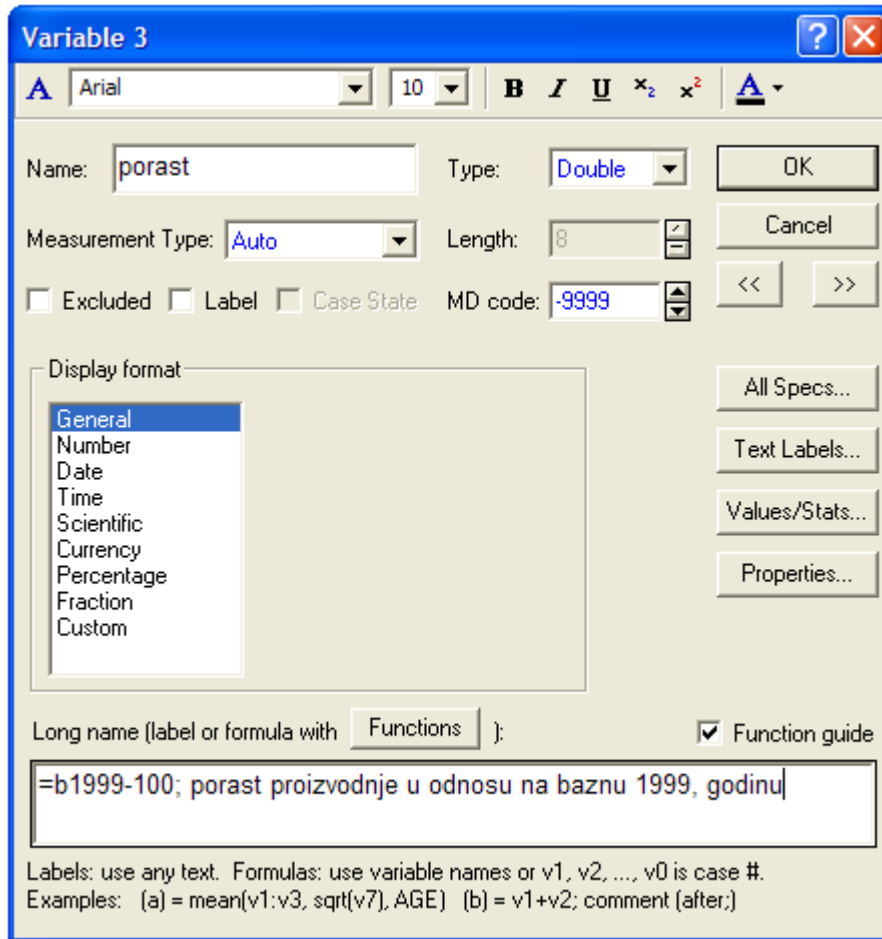 Variable 3
A Arial 10 B I U x₂ x² A
Name: porast Type: Double OK
Measurement Type: Auto Length: 8 Cancel
Excluded Label Case State MD code: -9999 << >>
Display format
All Specs...
General
Number
Text Labels...
Date
Time
Scientific
Values/Stats...
Currency
Percentage
Properties...
Fraction
Custom
Long name (label or formula with Functions ): Function guide
=b1999-100; porast proizvodnje u odnosu na baznu 1999, godinu
Labels: use any text. Formulas: use variable names or v1, v2, ..., v0 is case #.
Examples: (a) = mean(v1:v3, sqrt(v7), AGE) (b) = v1+v2; comment (after;)